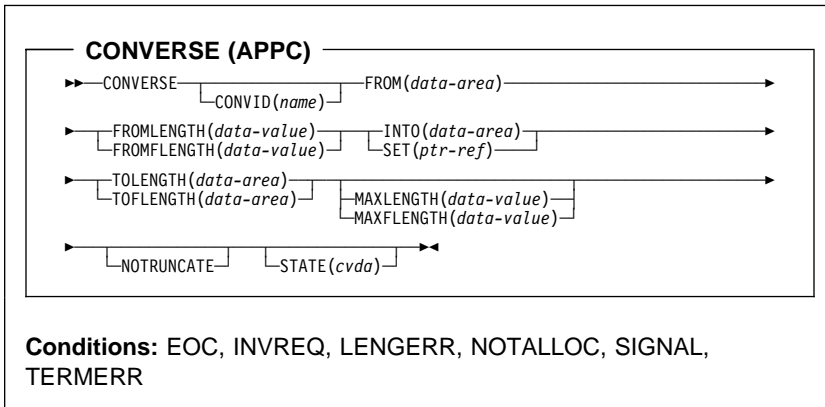 CONVERSE (APPC)
CONVERSE FROM(data-area)
CONVID(name)
FROMLENGTH(data-value) INTO(data-area)
FROMFLENGTH(data-value) SET(ptr-ref)
TOLENGTH(data-area)
TOFLENGTH(data-area) MAXLENGTH(data-value)
MAXFLENGTH(data-value)
NOTRUNCATE STATE(cvda)
Conditions: EOC, INVREQ, LENGERR, NOTALLOC, SIGNAL,
TERMERR